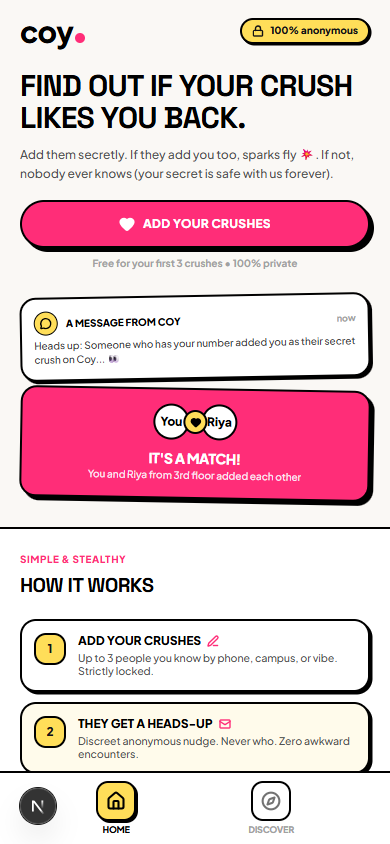 coy.
100% anonymous
FIND OUT IF YOUR CRUSH
LIKES YOU BACK.
Add them secretly. If they add you too, sparks fly 💥 . If not,
nobody ever knows (your secret is safe with us forever).
ADD YOUR CRUSHES
Free for your first 3 crushes • 100% private
A MESSAGE FROM COY
now
Heads up: Someone who has your number added you as their secret
crush on Coy... 👀
You
Riya
IT'S A MATCH!
You and Riya from 3rd floor added each other
SIMPLE & STEALTHY
HOW IT WORKS
1
ADD YOUR CRUSHES
Up to 3 people you know by phone, campus, or vibe.
Strictly locked.
2
THEY GET A HEADS-UP
Discreet anonymous nudge. Never who. Zero awkward
encounters.
N
HOME
DISCOVER